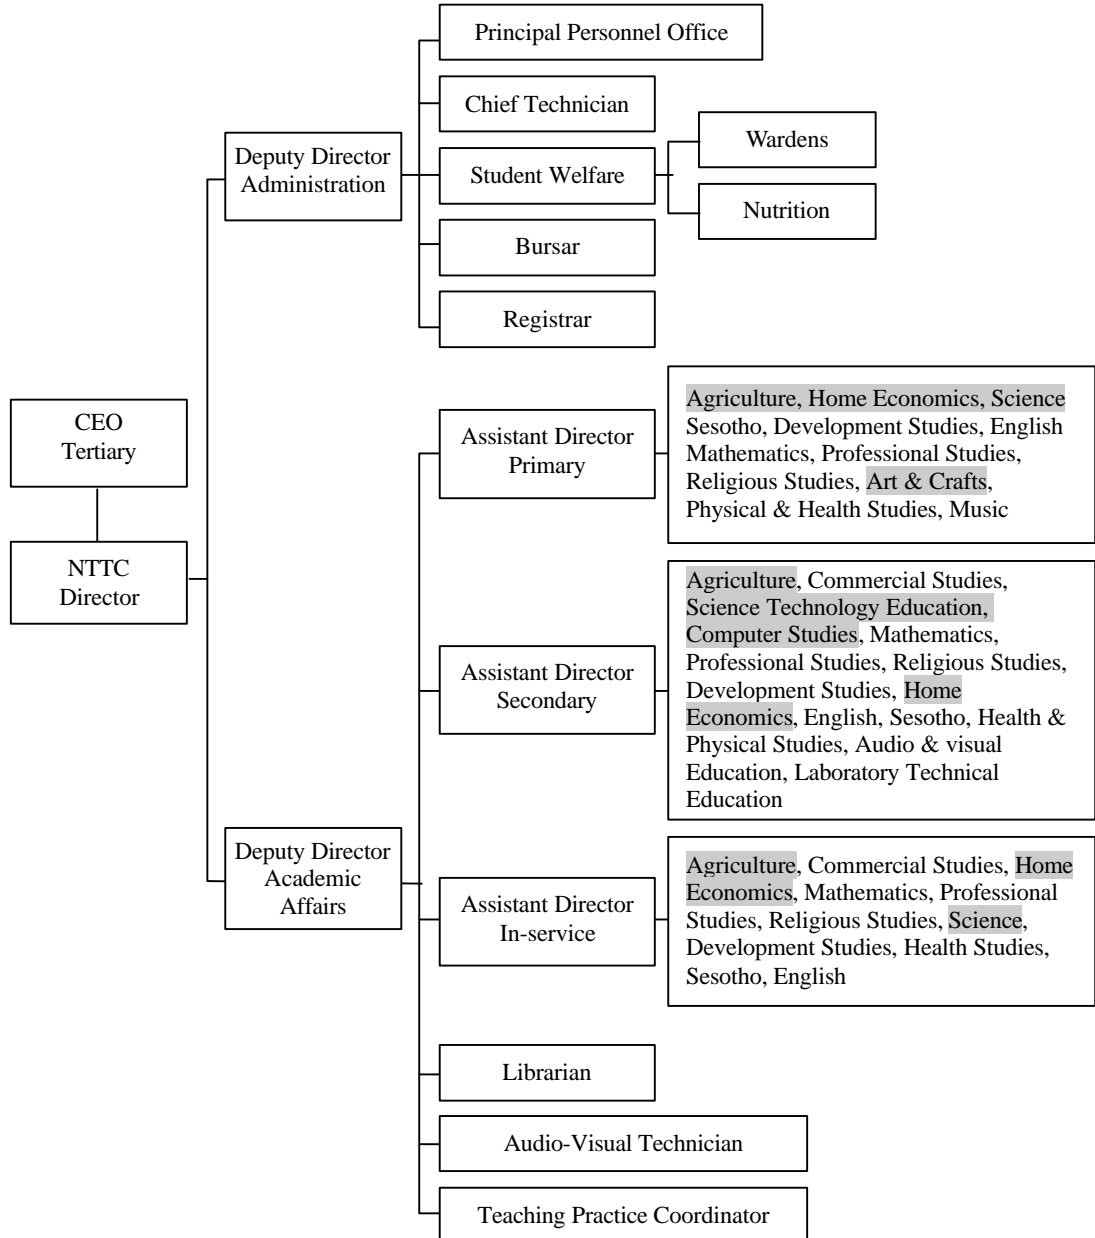 Principal Personnel Office
Chief Technician
Deputy Director
Administration
Student Welfare
Wardens
Nutrition
Bursar
Registrar
CEO
Tertiary
NTTC
Director
Assistant Director
Primary
Agriculture, Home Economics, Science
Sesotho, Development Studies, English
Mathematics, Professional Studies,
Religious Studies, Art & Crafts,
Physical & Health Studies, Music
Assistant Director
Secondary
Agriculture, Commercial Studies,
Science Technology Education,
Computer Studies, Mathematics,
Professional Studies, Religious Studies,
Development Studies, Home
Economics, English, Sesotho, Health &
Physical Studies, Audio & visual
Education, Laboratory Technical
Education
Deputy Director
Academic
Affairs
Assistant Director
In-service
Agriculture, Commercial Studies, Home
Economics, Mathematics, Professional
Studies, Religious Studies, Science,
Development Studies, Health Studies,
Sesotho, English
Librarian
Audio-Visual Technician
Teaching Practice Coordinator